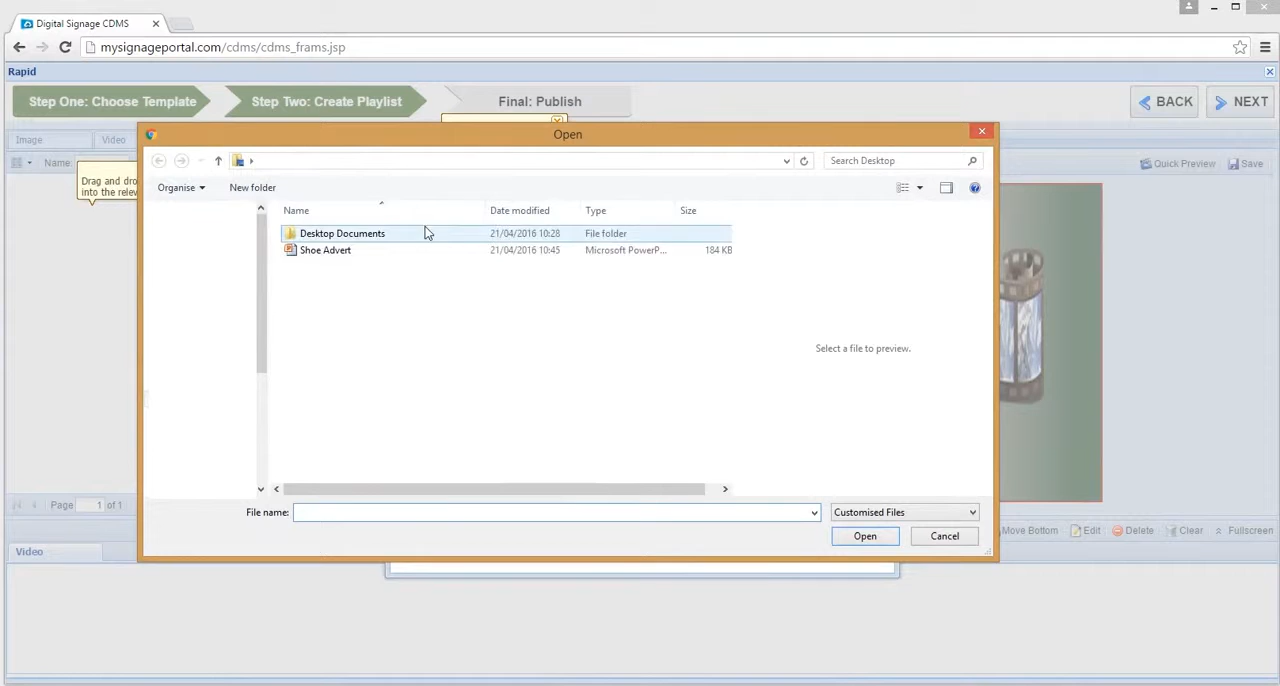 Digital Signage CDMS
mysignageportal.com/cdms/cdms_frams.jsp
Rapid
Step One: Choose Template
Step Two: Create Playlist
Final: Publish
BACK
NEXT
Image
Video
Open
Name:
Search Desktop
Quick Preview
Save
Drag and dro
into the relev
Organise
New folder
Name
Date modified
Type
Size
Desktop Documents
21/04/2016 10:28
File folder
Shoe Advert
21/04/2016 10:45
Microsoft PowerP...
184 KB
Select a file to preview.
Page
1 of 1
File name:
Customised Files
Open
Cancel
Move Bottom
Edit
Delete
Clear
Fullscreen
Video